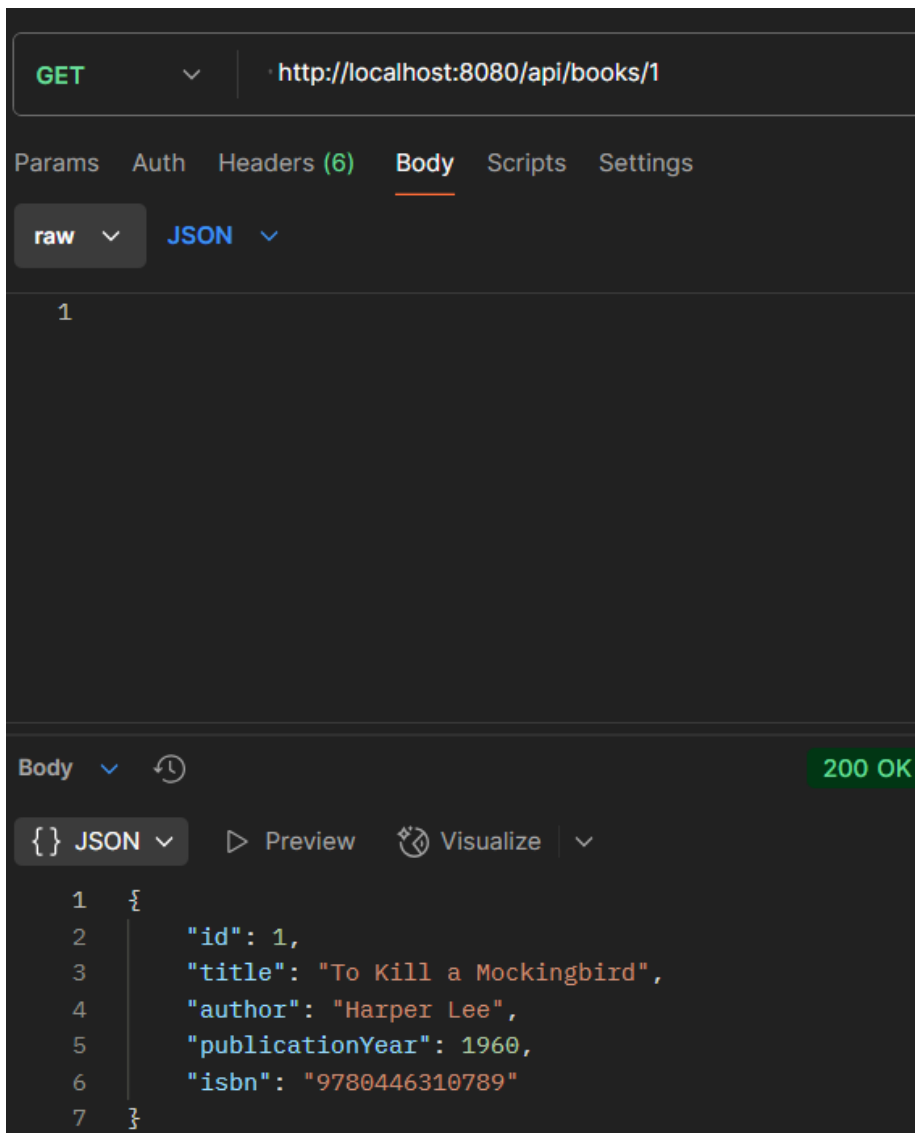 GET http://localhost:8080/api/books/1
Params Auth Headers (6) Body Scripts Settings
raw JSON
1
Body 200 OK
{} JSON Preview Visualize
1 {
2 "id": 1,
3 "title": "To Kill a Mockingbird",
4 "author": "Harper Lee",
5 "publicationYear": 1960,
6 "isbn": "9780446310789"
7 }